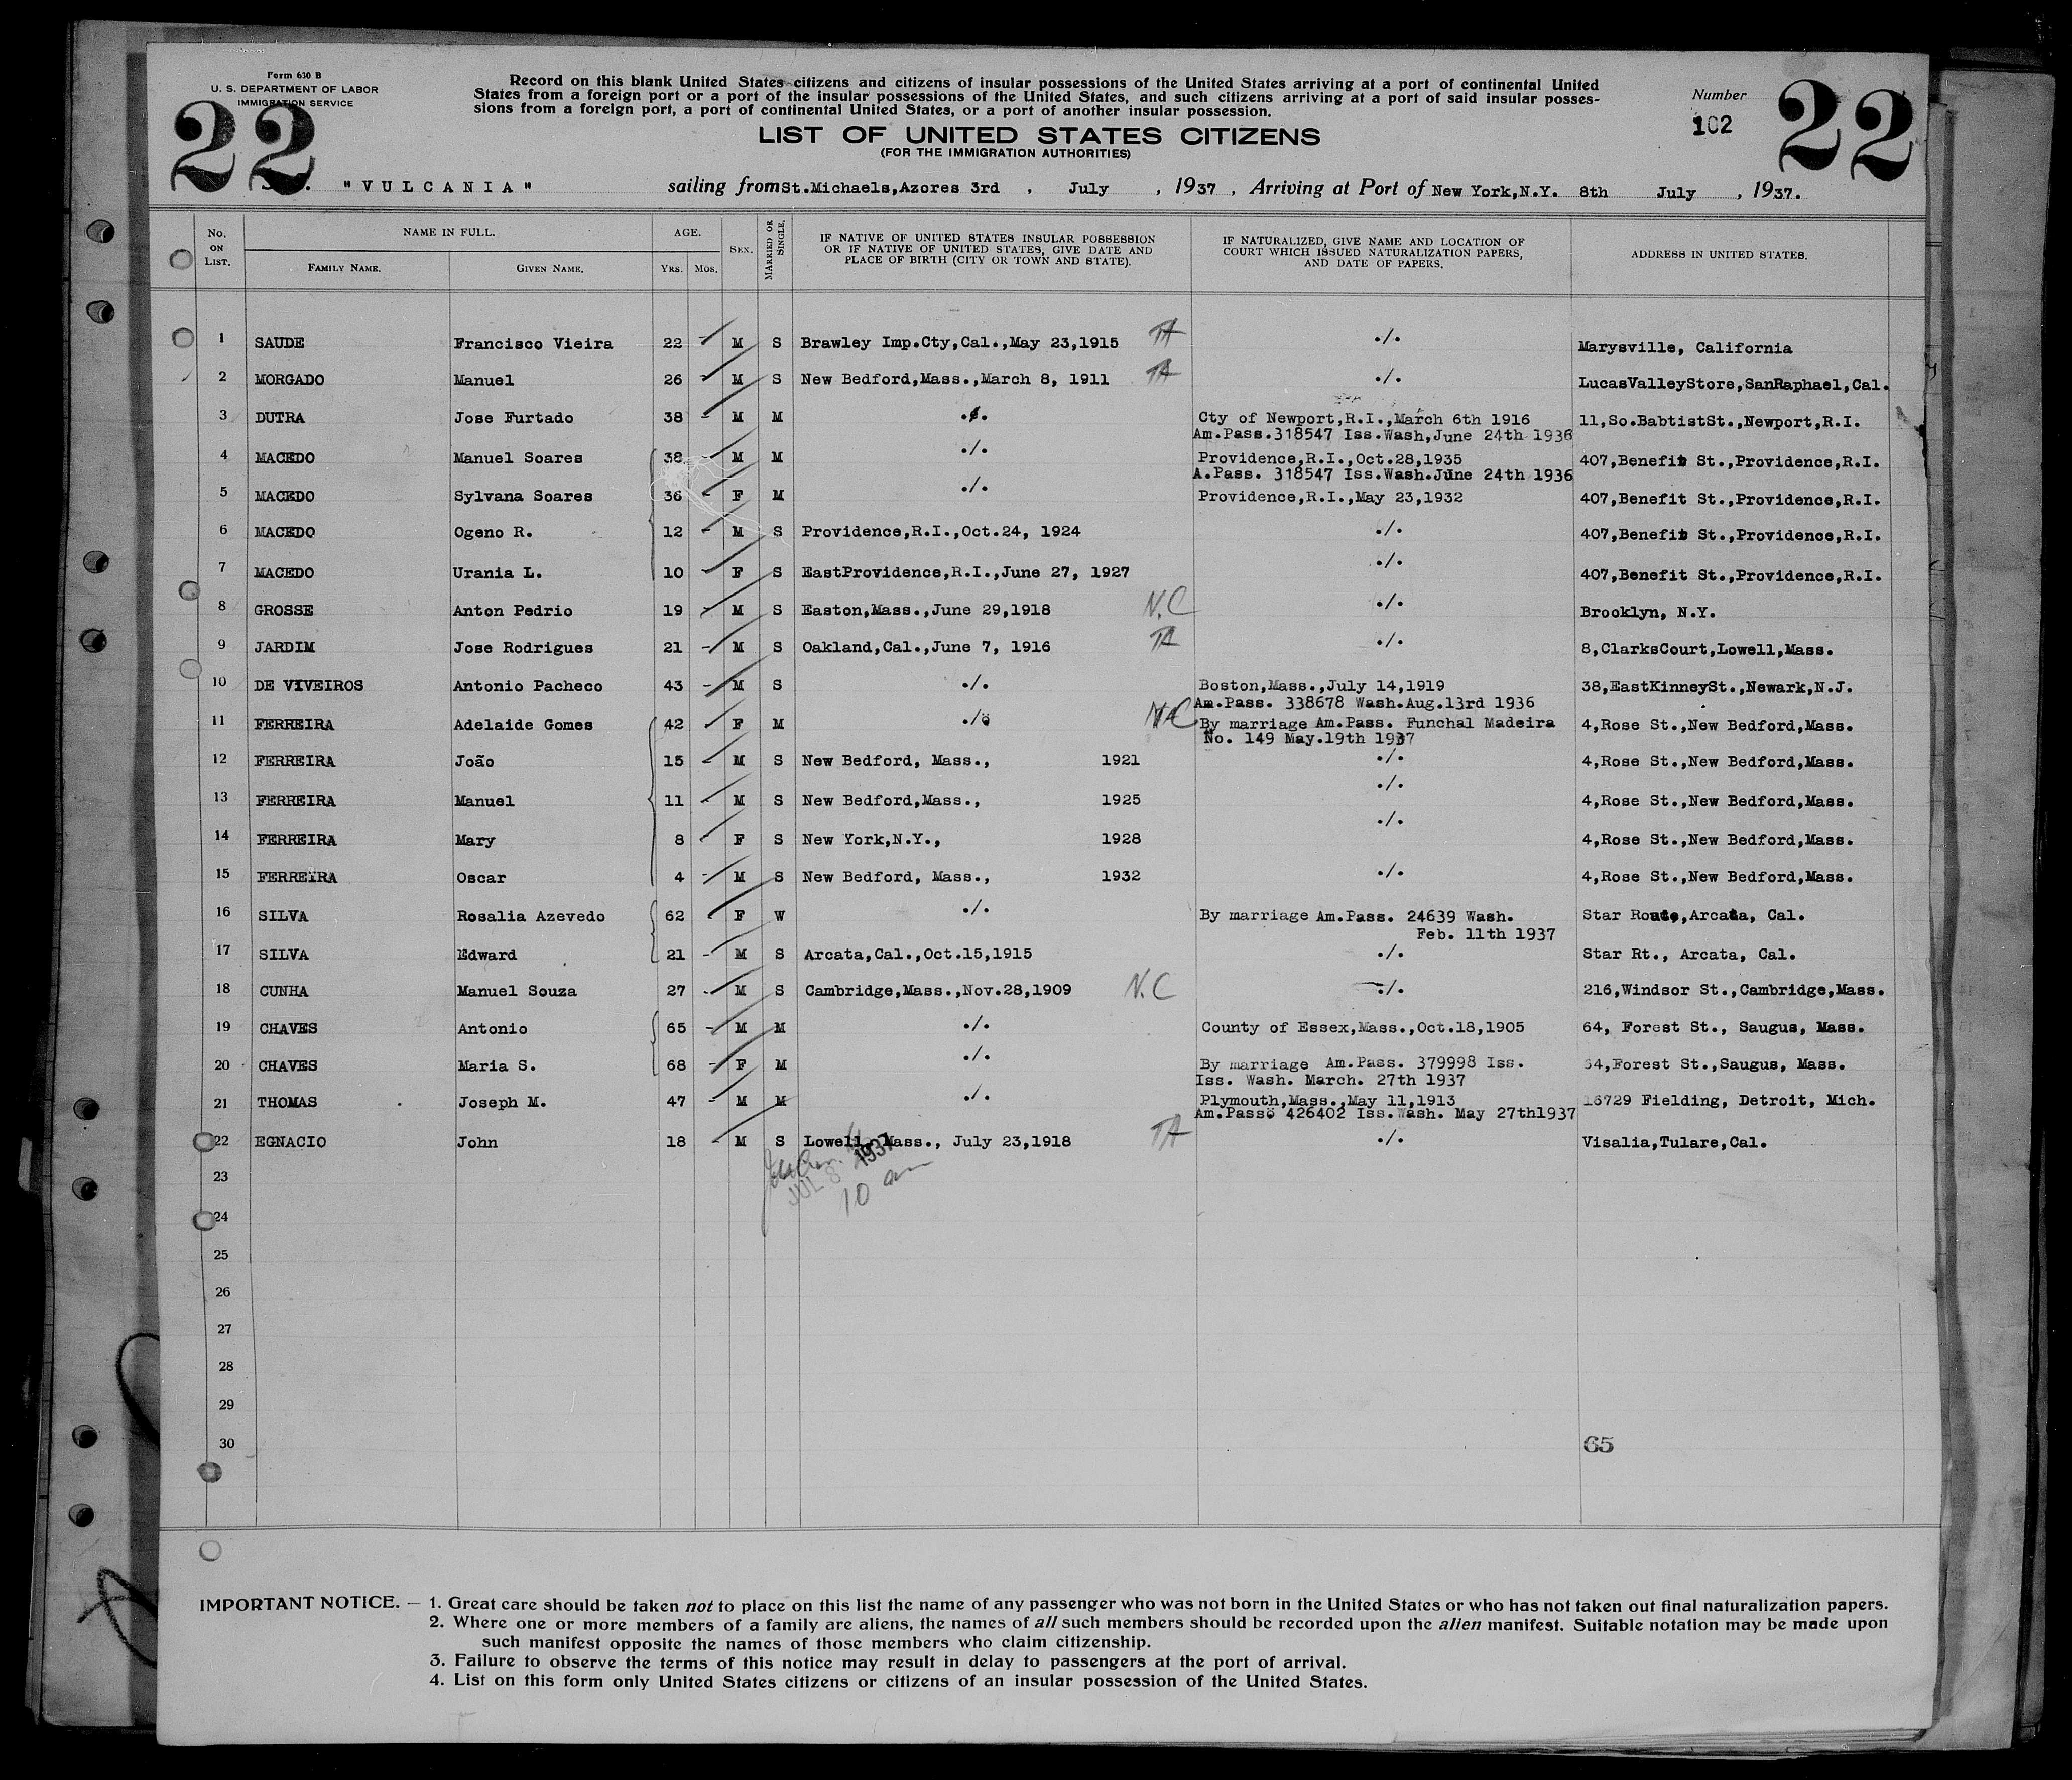 Form 630 B
U. S. DEPARTMENT OF LABOR
IMMIGRATION SERVICE
22
Record on this blank United States citizens and citizens of insular possessions of the United States arriving at a port of continental United
States from a foreign port or a port of the insular possessions of the United States, and such citizens arriving at a port of said insular posses-
sions from a foreign port, a port of continental United States, or a port of another insular possession.
LIST OF UNITED STATES CITIZENS
(FOR THE IMMIGRATION AUTHORITIES)
Number
102
22
"VULCANIA" sailing from St.Michaels,Azores 3rd , July , 1937 , Arriving at Port of New York,N.Y. 8th July , 1937.
No. ON LIST. NAME IN FULL. FAMILY NAME. GIVEN NAME. AGE. YRS. MOS. SEX. MARRIED OR SINGLE. IF NATIVE OF UNITED STATES INSULAR POSSESSION OR IF NATIVE OF UNITED STATES, GIVE DATE AND PLACE OF BIRTH (CITY OR TOWN AND STATE). IF NATURALIZED, GIVE NAME AND LOCATION OF COURT WHICH ISSUED NATURALIZATION PAPERS, AND DATE OF PAPERS. ADDRESS IN UNITED STATES.
1 SAUDE Francisco Vieira 22 - M S Brawley Imp.Cty,Cal.,May 23,1915 TA ./. Marysville, California
2 MORGADO Manuel 26 - M S New Bedford,Mass.,March 8, 1911 TA ./. LucasValleyStore,SanRaphael,Cal.
3 DUTRA Jose Furtado 38 - M M ./. Cty of Newport,R.I.,March 6th 1916 11,So.BabtistSt.,Newport,R.I.
Am.Pass.318547 Iss.Wash,June 24th 1936
4 MACEDO Manuel Soares 38 - M M ./. Providence,R.I.,Oct.28,1935 407,Benefit St.,Providence,R.I.
A.Pass. 318547 Iss.Wash.June 24th 1936
5 MACEDO Sylvana Soares 36 - F M ./. Providence,R.I.,May 23,1932 407,Benefit St.,Providence,R.I.
6 MACEDO Ogeno R. 12 - M S Providence,R.I.,Oct.24, 1924 ./. 407,Benefit St.,Providence,R.I.
7 MACEDO Urania L. 10 - F S EastProvidence,R.I.,June 27, 1927 ./. 407,Benefit St.,Providence,R.I.
8 GROSSE Anton Pedrio 19 - M S Easton,Mass.,June 29,1918 N.C ./. Brooklyn, N.Y.
9 JARDIM Jose Rodrigues 21 - M S Oakland,Cal.,June 7, 1916 TA ./. 8,ClarksCourt,Lowell,Mass.
10 DE VIVEIROS Antonio Pacheco 43 - M S ./. Boston,Mass.,July 14,1919 38,EastKinneySt.,Newark,N.J.
Am.Pass. 338678 Wash.Aug.13rd 1936
11 FERREIRA Adelaide Gomes 42 - F M ./. By marriage Am.Pass. Funchal Madeira 4,Rose St.,New Bedford,Mass.
No. 149 May.19th 1937
12 FERREIRA João 15 - M S New Bedford, Mass., 1921 ./. 4,Rose St.,New Bedford,Mass.
13 FERREIRA Manuel 11 - M S New Bedford,Mass., 1925 ./. 4,Rose St.,New Bedford,Mass.
14 FERREIRA Mary 8 - F S New York,N.Y., 1928 ./. 4,Rose St.,New Bedford,Mass.
15 FERREIRA Oscar 4 - M S New Bedford, Mass., 1932 ./. 4,Rose St.,New Bedford,Mass.
16 SILVA Rosalia Azevedo 62 F W ./. By marriage Am.Pass. 24639 Wash. Star Route,Arcata, Cal.
Feb. 11th 1937
17 SILVA Edward 21 - M S Arcata,Cal.,Oct.15,1915 ./. Star Rt., Arcata, Cal.
18 CUNHA Manuel Souza 27 - M S Cambridge,Mass.,Nov.28,1909 N.C ./. 216,Windsor St.,Cambridge,Mass.
19 CHAVES Antonio 65 - M M ./. County of Essex,Mass.,Oct.18,1905 64, Forest St., Saugus, Mass.
20 CHAVES Maria S. 68 - F M ./. By marriage Am.Pass. 379998 Iss. 64,Forest St.,Saugus, Mass.
Iss. Wash. March. 27th 1937
21 THOMAS Joseph M. 47 - M M ./. Plymouth,Mass.,May 11,1913 16729 Fielding, Detroit, Mich.
Am.Pass. 426402 Iss.Wash. May 27th1937
22 EGNACIO John 18 - M S Lowell, Mass., July 23,1918 TA ./. Visalia,Tulare,Cal.
JUL 8 1937
10 am
23
24
25
26
27
28
29
30 65
IMPORTANT NOTICE. — 1. Great care should be taken not to place on this list the name of any passenger who was not born in the United States or who has not taken out final naturalization papers.
2. Where one or more members of a family are aliens, the names of all such members should be recorded upon the alien manifest. Suitable notation may be made upon
such manifest opposite the names of those members who claim citizenship.
3. Failure to observe the terms of this notice may result in delay to passengers at the port of arrival.
4. List on this form only United States citizens or citizens of an insular possession of the United States.